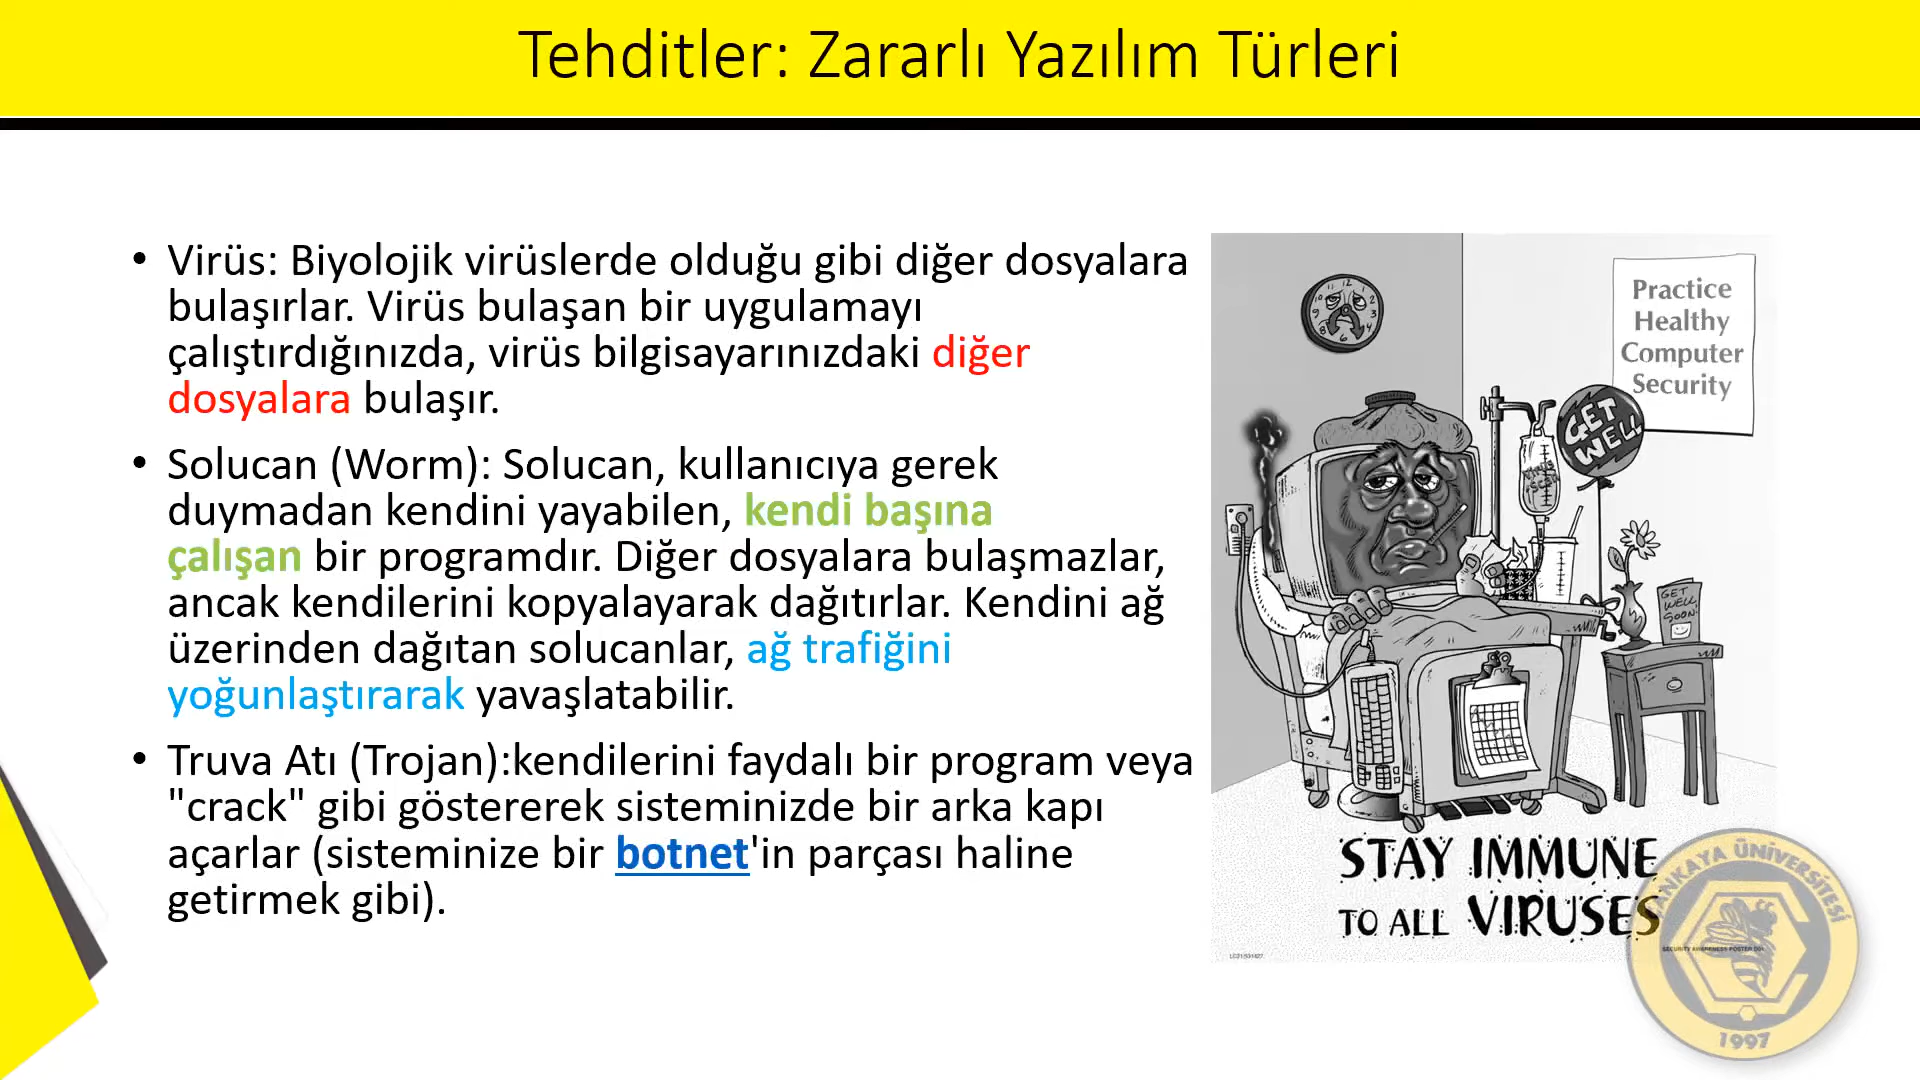 Tehditler: Zararlı Yazılım Türleri
• Virüs: Biyolojik virüslerde olduğu gibi diğer dosyalara
bulaşırlar. Virüs bulaşan bir uygulamayı
çalıştırdığınızda, virüs bilgisayarınızdaki diğer
dosyalara bulaşır.
• Solucan (Worm): Solucan, kullanıcıya gerek
duymadan kendini yayabilen, kendi başına
çalışan bir programdır. Diğer dosyalara bulaşmazlar,
ancak kendilerini kopyalayarak dağıtırlar. Kendini ağ
üzerinden dağıtan solucanlar, ağ trafiğini
yoğunlaştırarak yavaşlatabilir.
• Truva Atı (Trojan):kendilerini faydalı bir program veya
"crack" gibi göstererek sisteminizde bir arka kapı
açarlar (sisteminize bir botnet'in parçası haline
getirmek gibi).
Practice
Healthy
Computer
Security
GET
WELL
GET
WELL
SOON!
STAY IMMUNE
TO ALL VIRUSES
ANKAYA ÜNİVERSİTESİ
1997